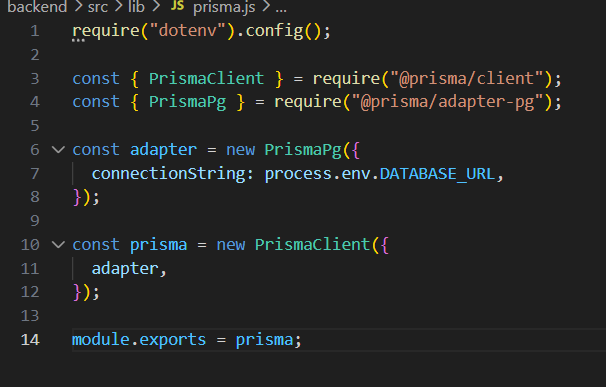 backend > src > lib > JS prisma.js > ...
1 require("dotenv").config();
2
3 const { PrismaClient } = require("@prisma/client");
4 const { PrismaPg } = require("@prisma/adapter-pg");
5
6 const adapter = new PrismaPg({
7 connectionString: process.env.DATABASE_URL,
8 });
9
10 const prisma = new PrismaClient({
11 adapter,
12 });
13
14 module.exports = prisma;